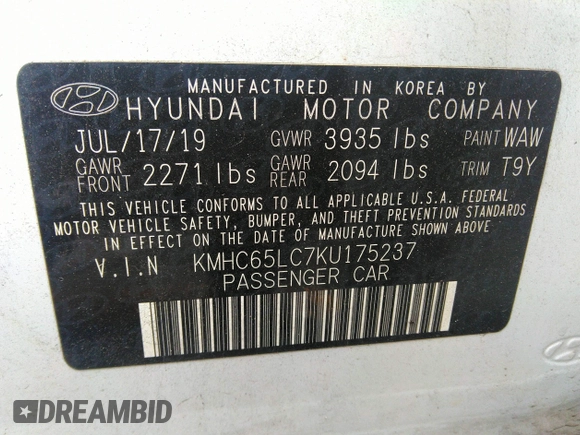 MANUFACTURED IN KOREA BY
HYUNDAI MOTOR COMPANY
JUL/17/19 GVWR 3935 lbs PAINT WAW
GAWR FRONT 2271 lbs GAWR REAR 2094 lbs TRIM T9Y
THIS VEHICLE CONFORMS TO ALL APPLICABLE U.S.A. FEDERAL
MOTOR VEHICLE SAFETY, BUMPER, AND THEFT PREVENTION STANDARDS
IN EFFECT ON THE DATE OF MANUFACTURE SHOWN ABOVE.
V.I.N KMHC65LC7KU175237
PASSENGER CAR
DREAMBID